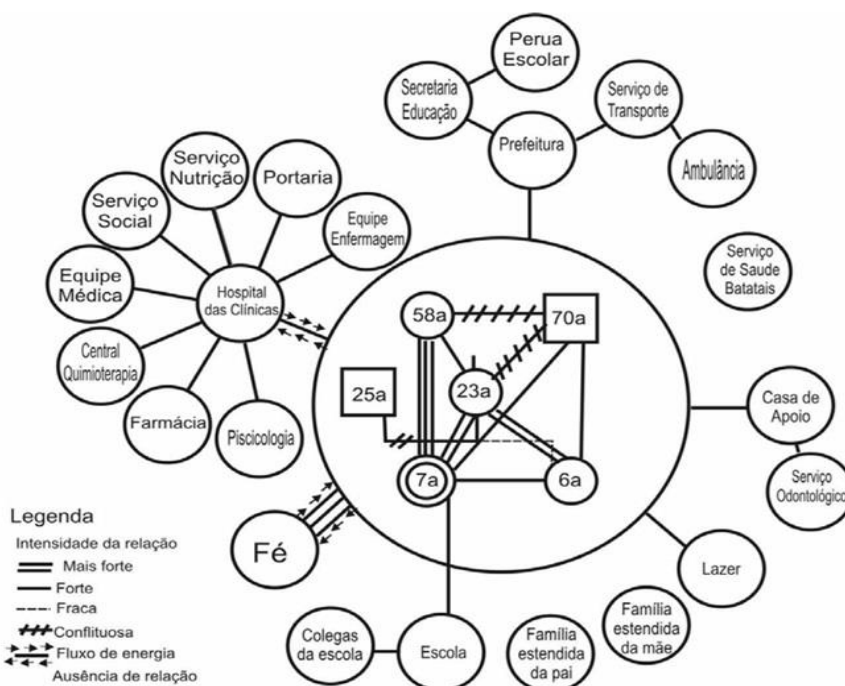 Perua
Escolar
Secretaria
Educação
Serviço de
Transporte
Prefeitura
Ambulância
Serviço
Nutrição
Portaria
Serviço
Social
Equipe
Enfermagem
Equipe
Médica
Hospital
das Clínicas
Central
Quimioterapia
Farmácia
Piscicologia
Serviço
de Saude
Batatais
58a
70a
25a
23a
7a
6a
Casa de
Apoio
Serviço
Odontológico
Fé
Lazer
Família
estendida
da mãe
Família
estendida
da pai
Escola
Colegas
da escola
Legenda
Intensidade da relação
Mais forte
Forte
Fraca
Conflituosa
Fluxo de energia
Ausência de relação